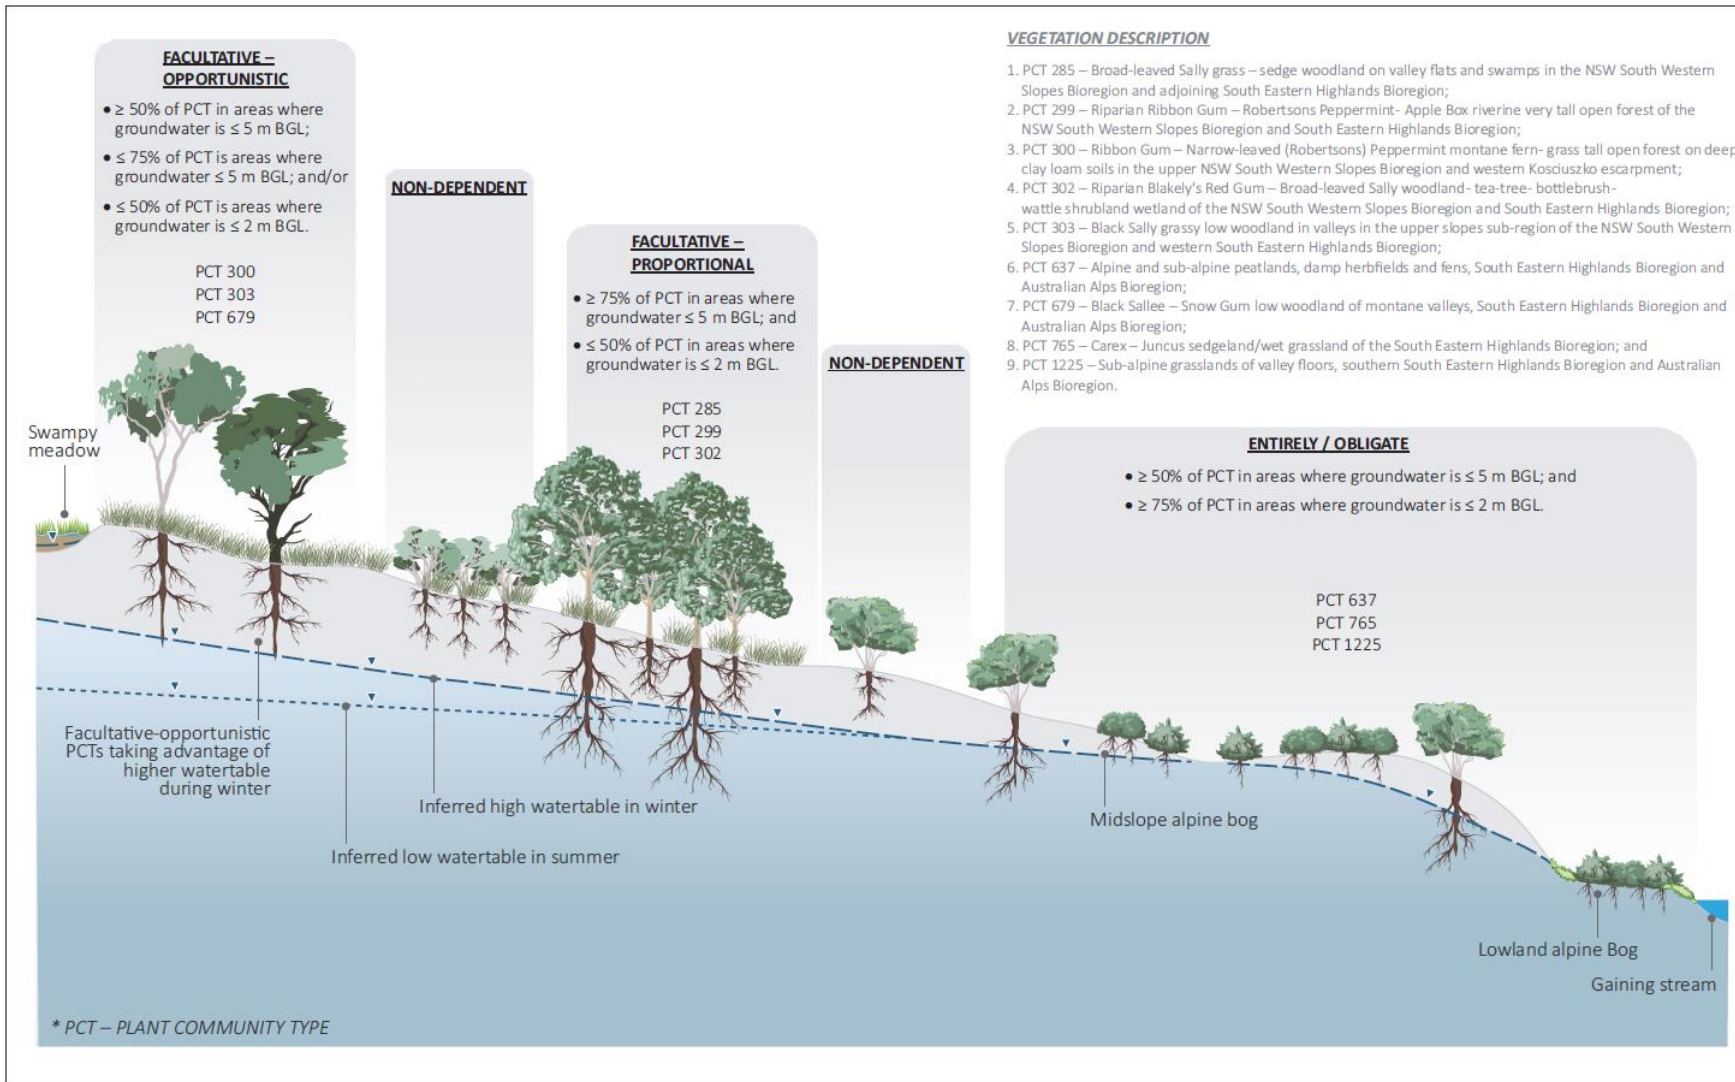 FACULTATIVE –
OPPORTUNISTIC
• ≥ 50% of PCT in areas where
groundwater is ≤ 5 m BGL;
• ≤ 75% of PCT is areas where
groundwater ≤ 5 m BGL; and/or
• ≤ 50% of PCT is areas where
groundwater is ≤ 2 m BGL.
PCT 300
PCT 303
PCT 679
NON-DEPENDENT
FACULTATIVE –
PROPORTIONAL
• ≥ 75% of PCT in areas where
groundwater ≤ 5 m BGL; and
• ≤ 50% of PCT in areas where
groundwater is ≤ 2 m BGL.
PCT 285
PCT 299
PCT 302
NON-DEPENDENT
VEGETATION DESCRIPTION
1. PCT 285 – Broad-leaved Sally grass – sedge woodland on valley flats and swamps in the NSW South Western
Slopes Bioregion and adjoining South Eastern Highlands Bioregion;
2. PCT 299 – Riparian Ribbon Gum – Robertsons Peppermint- Apple Box riverine very tall open forest of the
NSW South Western Slopes Bioregion and South Eastern Highlands Bioregion;
3. PCT 300 – Ribbon Gum – Narrow-leaved (Robertsons) Peppermint montane fern- grass tall open forest on deep
clay loam soils in the upper NSW South Western Slopes Bioregion and western Kosciuszko escarpment;
4. PCT 302 – Riparian Blakely's Red Gum – Broad-leaved Sally woodland- tea-tree- bottlebrush-
wattle shrubland wetland of the NSW South Western Slopes Bioregion and South Eastern Highlands Bioregion;
5. PCT 303 – Black Sally grassy low woodland in valleys in the upper slopes sub-region of the NSW South Western
Slopes Bioregion and western South Eastern Highlands Bioregion;
6. PCT 637 – Alpine and sub-alpine peatlands, damp herbfields and fens, South Eastern Highlands Bioregion and
Australian Alps Bioregion;
7. PCT 679 – Black Sallee – Snow Gum low woodland of montane valleys, South Eastern Highlands Bioregion and
Australian Alps Bioregion;
8. PCT 765 – Carex – Juncus sedgeland/wet grassland of the South Eastern Highlands Bioregion; and
9. PCT 1225 – Sub-alpine grasslands of valley floors, southern South Eastern Highlands Bioregion and Australian
Alps Bioregion.
ENTIRELY / OBLIGATE
• ≥ 50% of PCT in areas where groundwater is ≤ 5 m BGL; and
• ≥ 75% of PCT in areas where groundwater is ≤ 2 m BGL.
PCT 637
PCT 765
PCT 1225
Swampy
meadow
Facultative-opportunistic
PCTs taking advantage of
higher watertable
during winter
Inferred high watertable in winter
Inferred low watertable in summer
Midslope alpine bog
Lowland alpine Bog
Gaining stream
* PCT – PLANT COMMUNITY TYPE